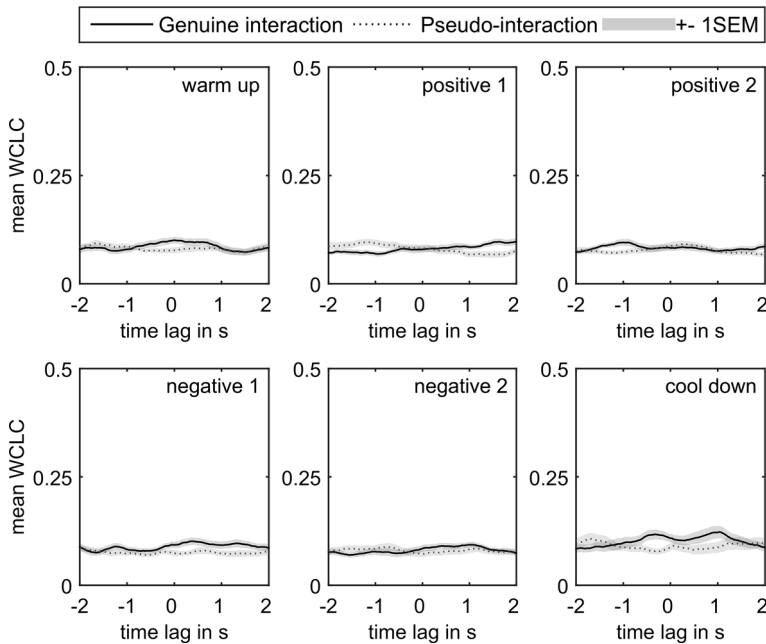 Genuine interaction Pseudo-interaction +- 1SEM
mean WCLC
0.5
0.25
0
warm up
-2 -1 0 1 2
time lag in s
positive 1
0.5
0.25
0
-2 -1 0 1 2
time lag in s
positive 2
0.5
0.25
0
-2 -1 0 1 2
time lag in s
mean WCLC
0.5
0.25
0
negative 1
-2 -1 0 1 2
time lag in s
negative 2
0.5
0.25
0
-2 -1 0 1 2
time lag in s
cool down
0.5
0.25
0
-2 -1 0 1 2
time lag in s